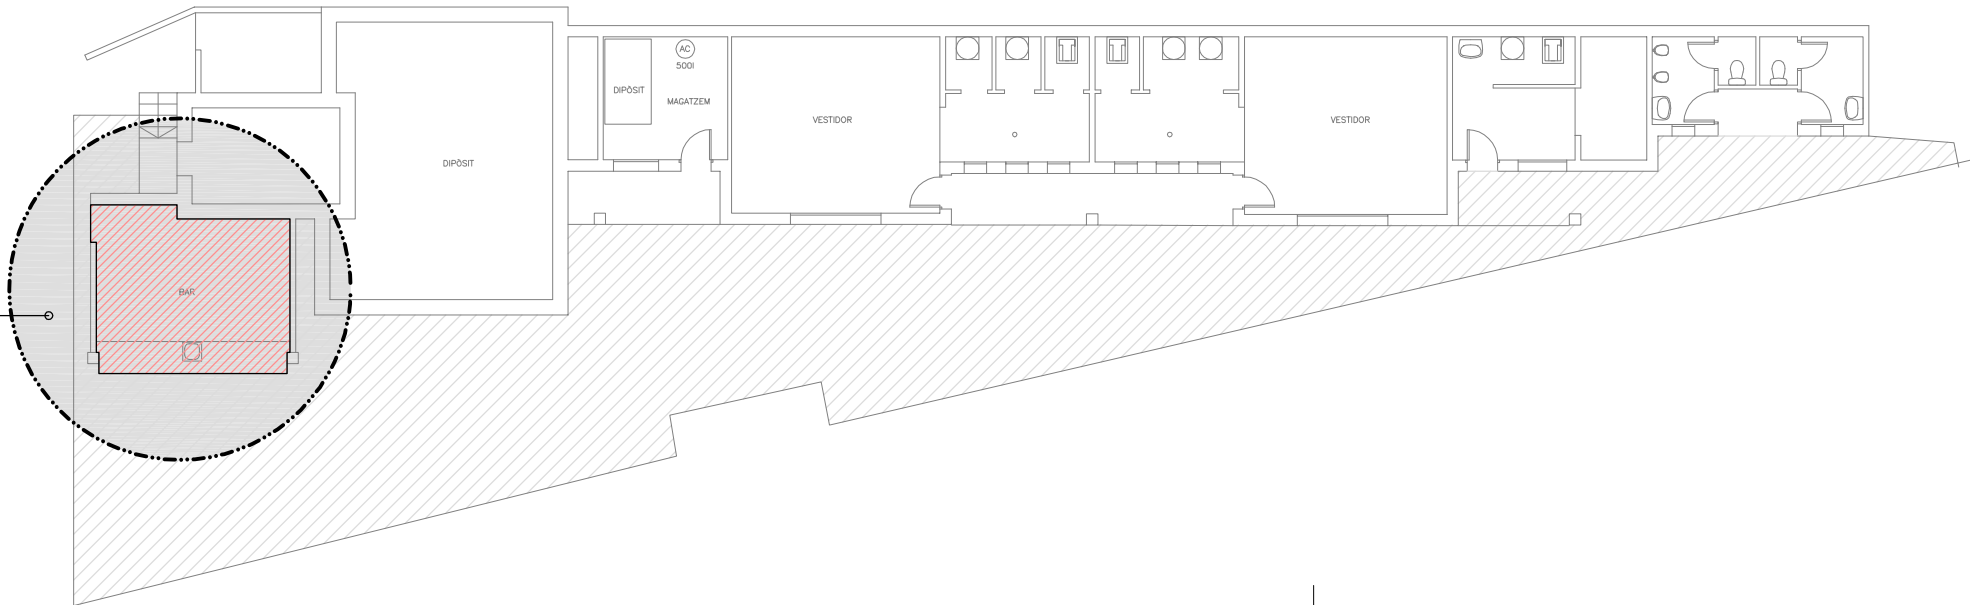 AC
500l
DIPÒSIT
MAGATZEM
VESTIDOR
VESTIDOR
DIPÒSIT
BAR